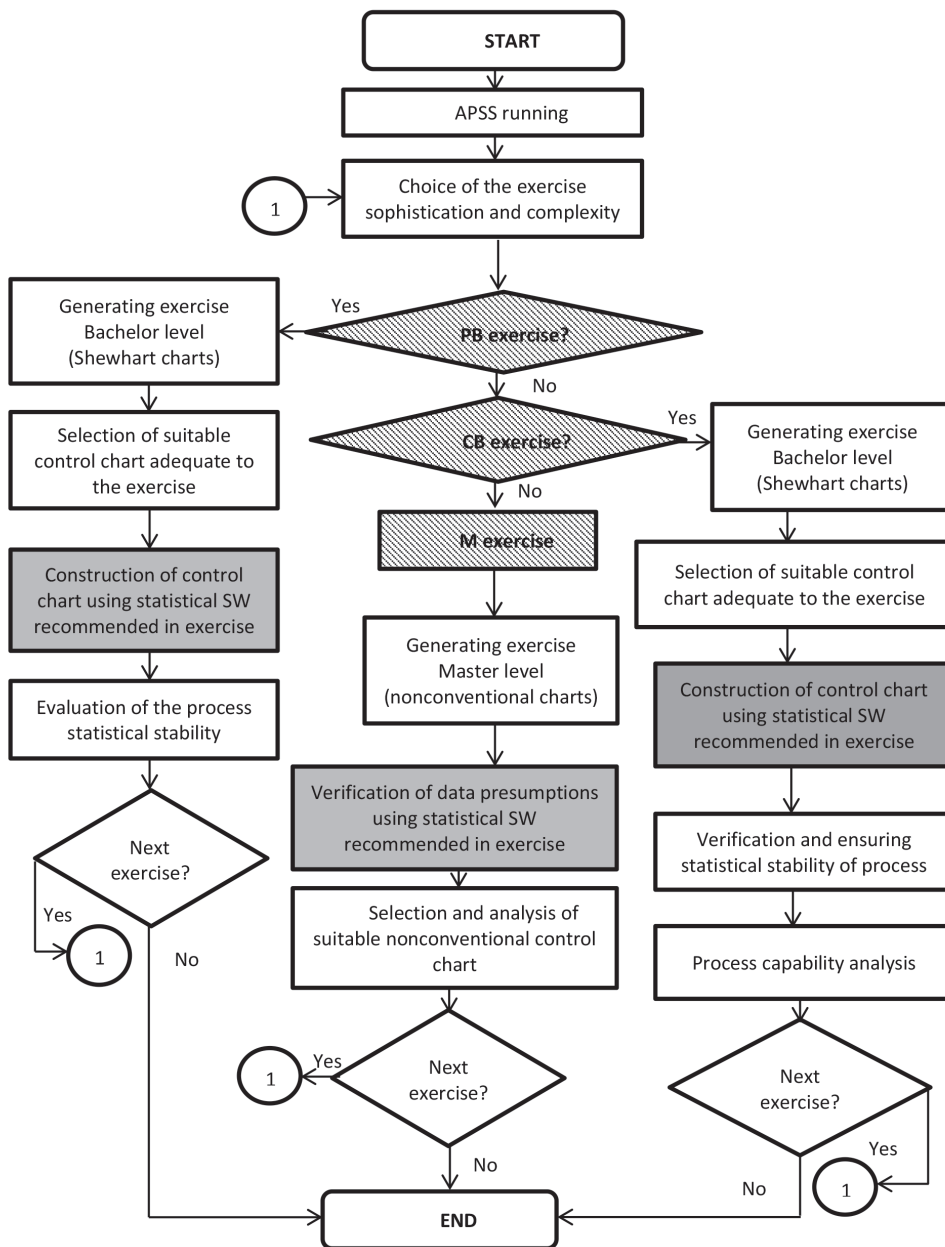 START
APSS running
1
Choice of the exercise
sophistication and complexity
Yes
PB exercise?
No
Generating exercise
Bachelor level
(Shewhart charts)
Selection of suitable
control chart adequate to
the exercise
Construction of control
chart using statistical SW
recommended in exercise
Evaluation of the process
statistical stability
Next
exercise?
Yes
1
No
CB exercise?
Yes
No
M exercise
Generating exercise
Master level
(nonconventional charts)
Verification of data presumptions
using statistical SW
recommended in exercise
Selection and analysis of
suitable nonconventional control
chart
Next
exercise?
Yes
1
No
Generating exercise
Bachelor level
(Shewhart charts)
Selection of suitable control
chart adequate to the exercise
Construction of control chart
using statistical SW
recommended in exercise
Verification and ensuring
statistical stability of process
Process capability analysis
Next
exercise?
Yes
1
No
END